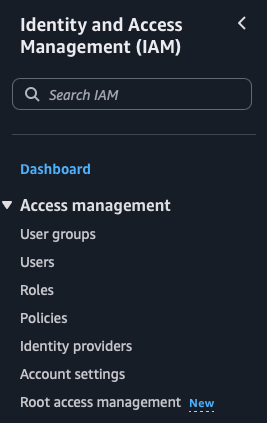 Identity and Access
Management (IAM)
Search IAM
Dashboard
Access management
User groups
Users
Roles
Policies
Identity providers
Account settings
Root access management New